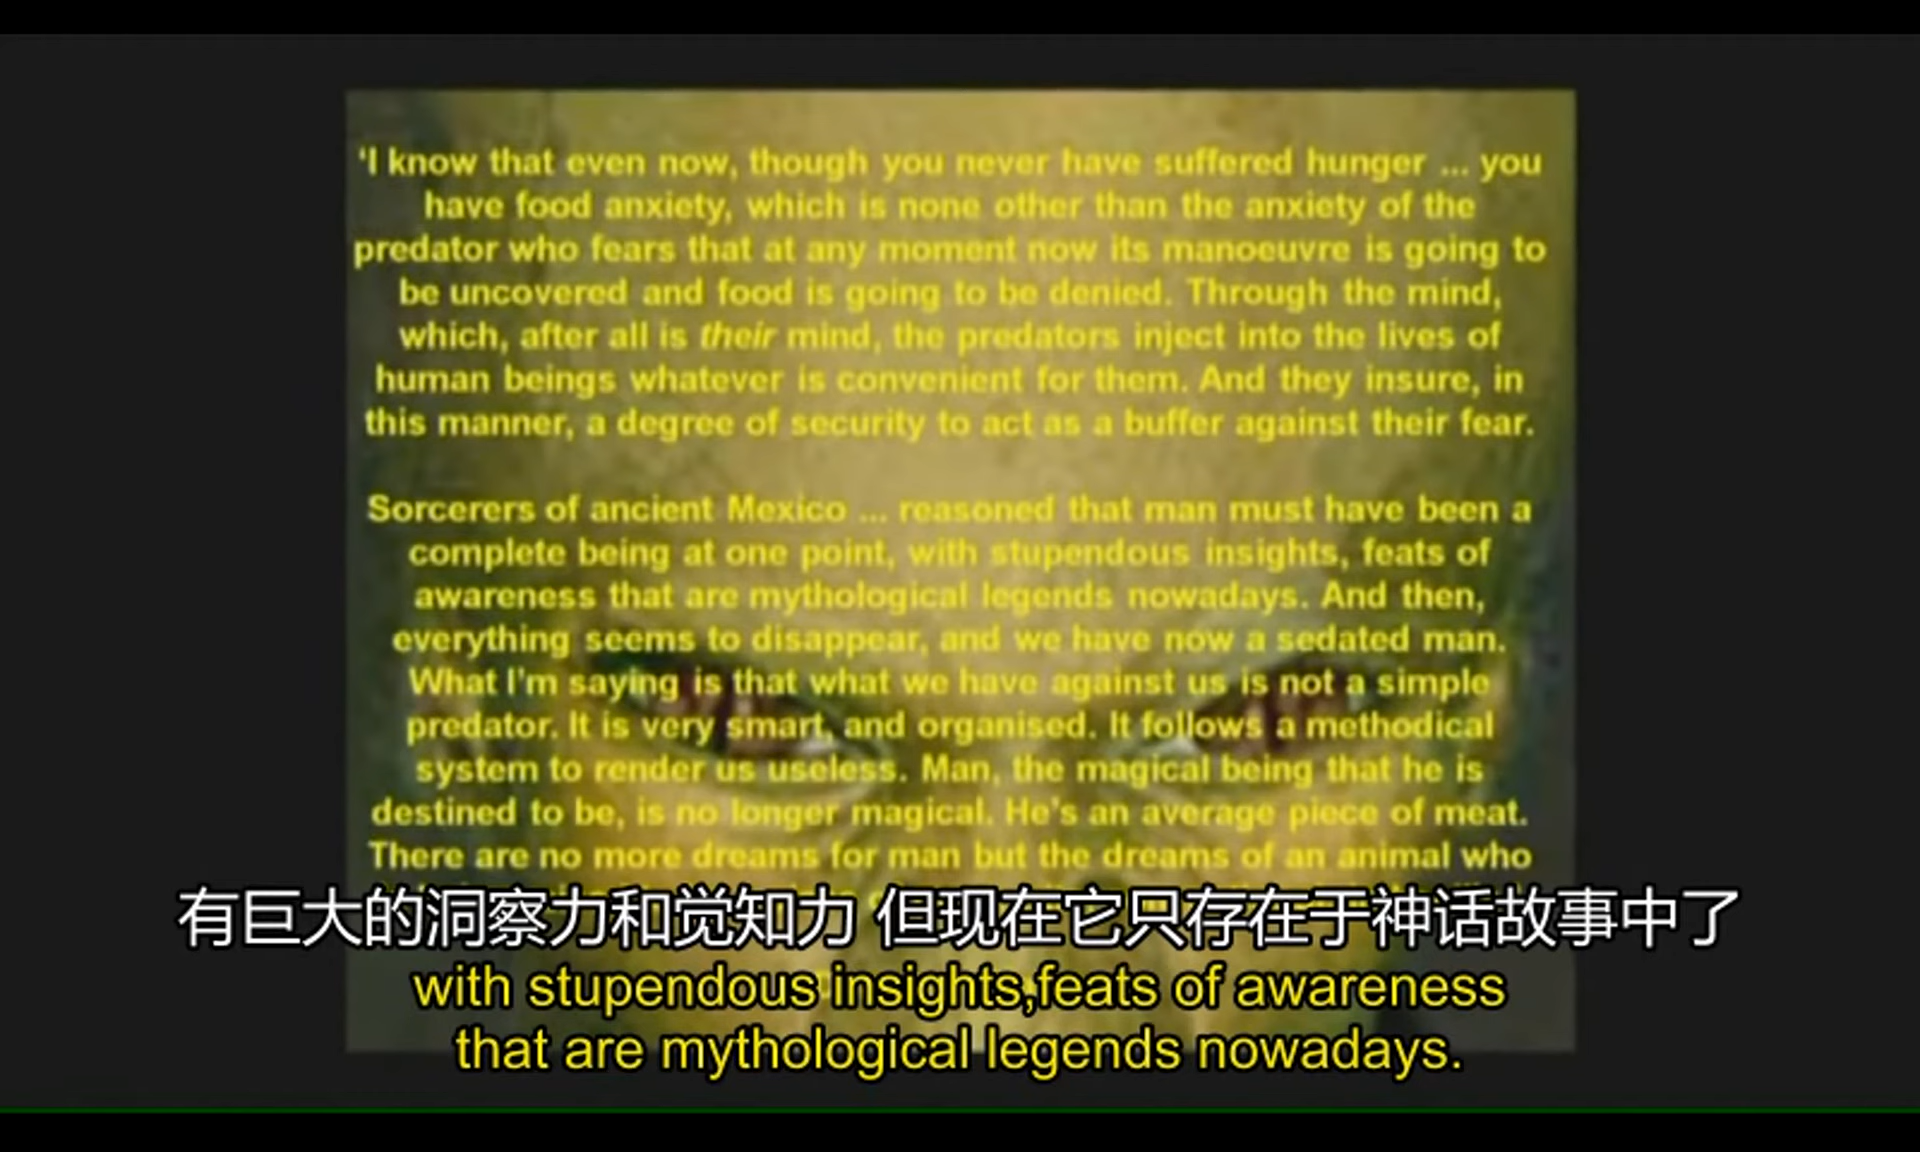 ‘I know that even now, though you never have suffered hunger ... you
have food anxiety, which is none other than the anxiety of the
predator who fears that at any moment now its manoeuvre is going to
be uncovered and food is going to be denied. Through the mind,
which, after all is their mind, the predators inject into the lives of
human beings whatever is convenient for them. And they insure, in
this manner, a degree of security to act as a buffer against their fear.
Sorcerers of ancient Mexico ... reasoned that man must have been a
complete being at one point, with stupendous insights, feats of
awareness that are mythological legends nowadays. And then,
everything seems to disappear, and we have now a sedated man.
What I'm saying is that what we have against us is not a simple
predator. It is very smart, and organised. It follows a methodical
system to render us useless. Man, the magical being that he is
destined to be, is no longer magical. He's an average piece of meat.
There are no more dreams for man but the dreams of an animal who
有巨大的洞察力和觉知力 但现在它只存在于神话故事中了
with stupendous insights,feats of awareness
that are mythological legends nowadays.